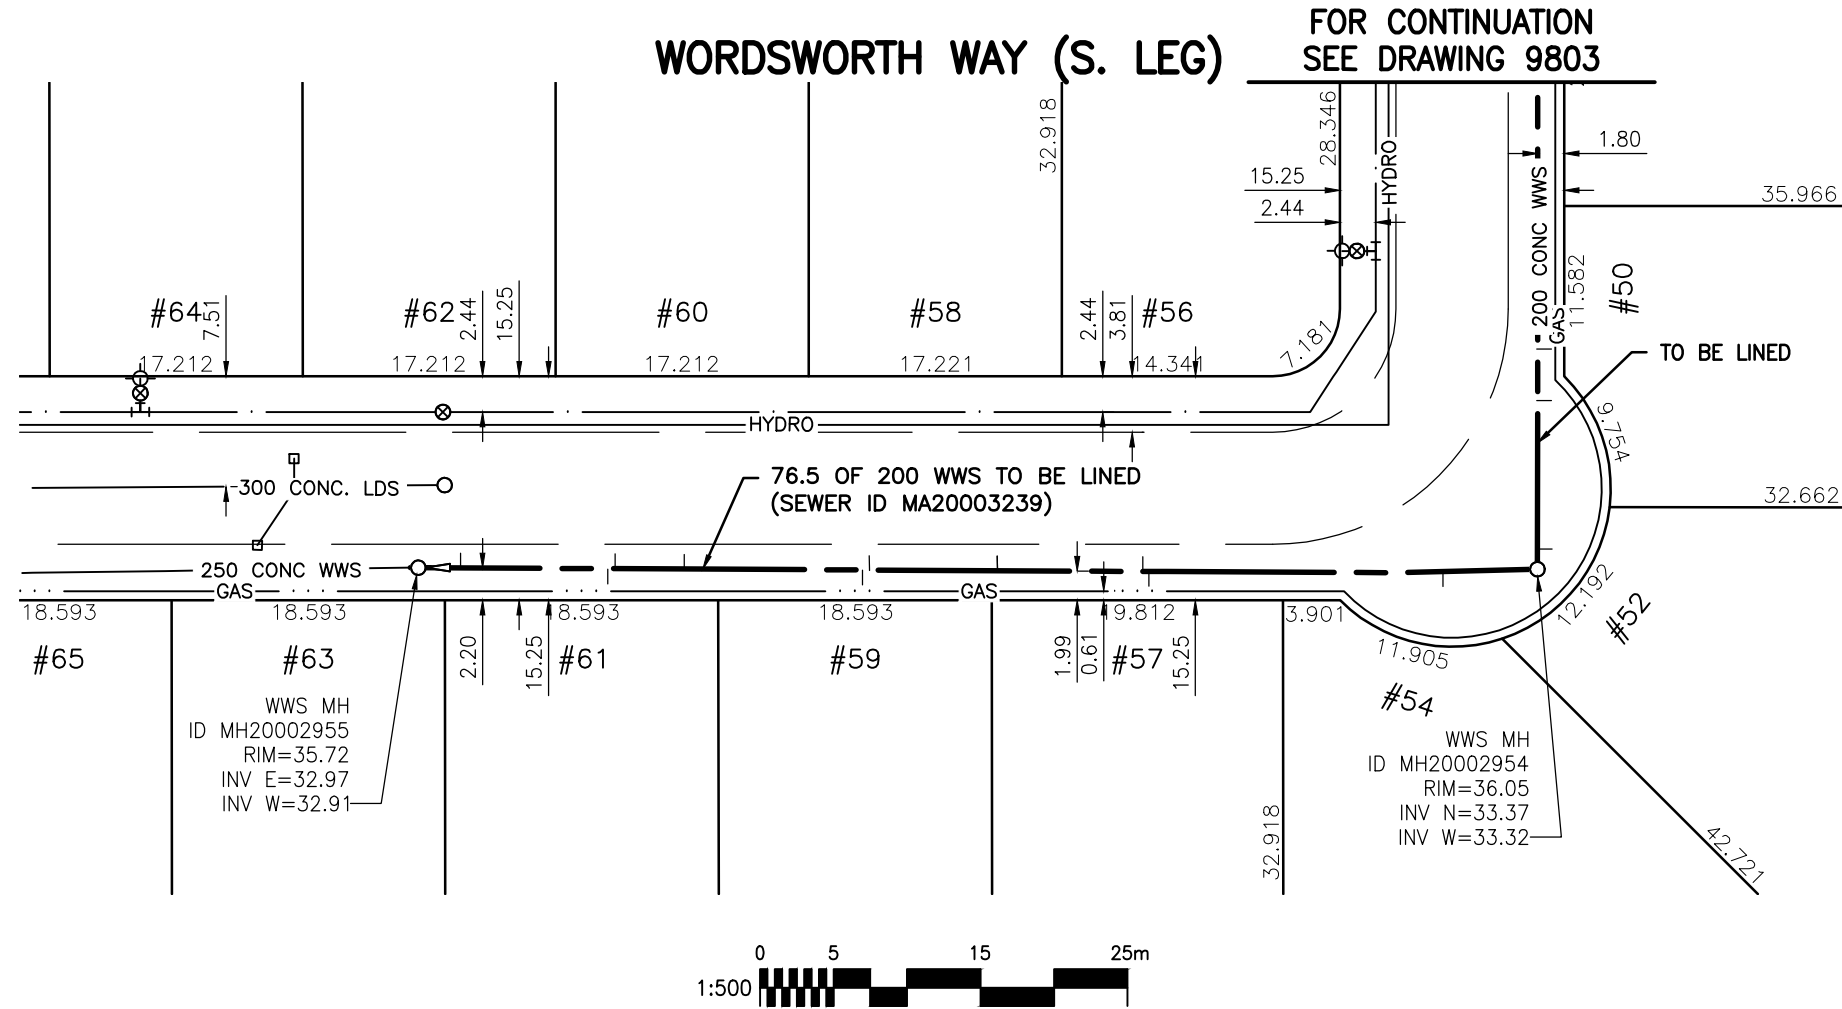 FOR CONTINUATION
SEE DRAWING 9803
WORDSWORTH WAY (S. LEG)
32.918
28.346
HYDRO
1.80
15.25
2.44
35.966
200 CONC WWS
11.582
#50
GAS
#64
7.51
#62
2.44
15.25
#60
#58
2.44
3.81
#56
7.181
17.212
17.212
17.212
17.221
14.341
TO BE LINED
HYDRO
9.754
76.5 OF 200 WWS TO BE LINED
(SEWER ID MA20003239)
300 CONC. LDS
32.662
250 CONC WWS
GAS
GAS
18.593
18.593
18.593
18.593
9.812
3.901
12.192
#52
11.905
#65
#63
2.20
15.25
#61
#59
1.99
0.61
#57
15.25
#54
WWS MH
ID MH20002955
RIM=35.72
INV E=32.97
INV W=32.91
WWS MH
ID MH20002954
RIM=36.05
INV N=33.37
INV W=33.32
32.918
42.721
0 5 15 25m
1:500